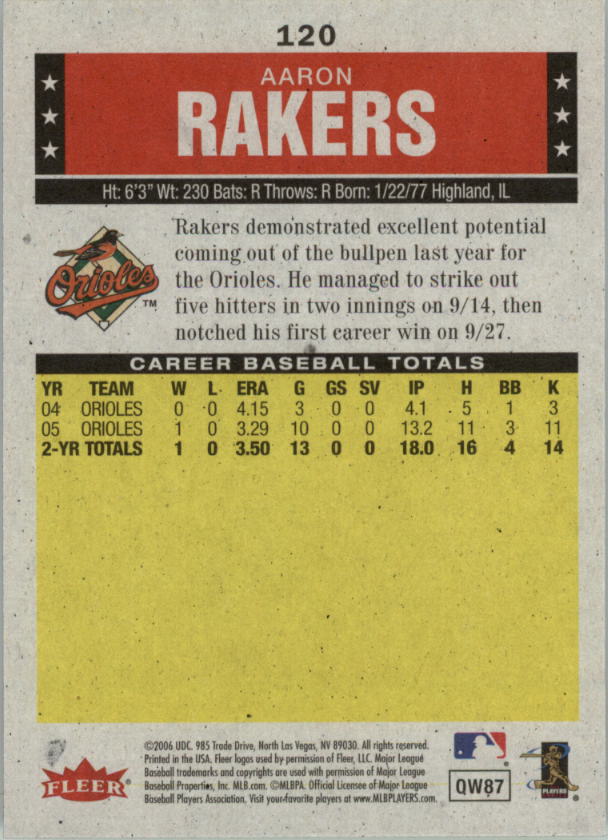 120
AARON
RAKERS
Ht: 6'3" Wt: 230 Bats: R Throws: R Born: 1/22/77 Highland, IL
Orioles TM
Rakers demonstrated excellent potential
coming out of the bullpen last year for
the Orioles. He managed to strike out
five hitters in two innings on 9/14, then
notched his first career win on 9/27.
CAREER BASEBALL TOTALS
YR TEAM W L ERA G GS SV IP H BB K
04 ORIOLES 0 0 4.15 3 0 0 4.1 5 1 3
05 ORIOLES 1 0 3.29 10 0 0 13.2 11 3 11
2-YR TOTALS 1 0 3.50 13 0 0 18.0 16 4 14
FLEER
©2006 UDC. 985 Trade Drive, North Las Vegas, NV 89030. All rights reserved.
Printed in the USA. Fleer logos used by permission of Fleer, LLC. Major League
Baseball trademarks and copyrights are used with permission of Major League
Baseball Properties, Inc. MLB.com. ©MLBPA. Official Licensee of Major League
Baseball Players Association. Visit your favorite players at www.MLBPLAYERS.com.
QW87
PLAYERS